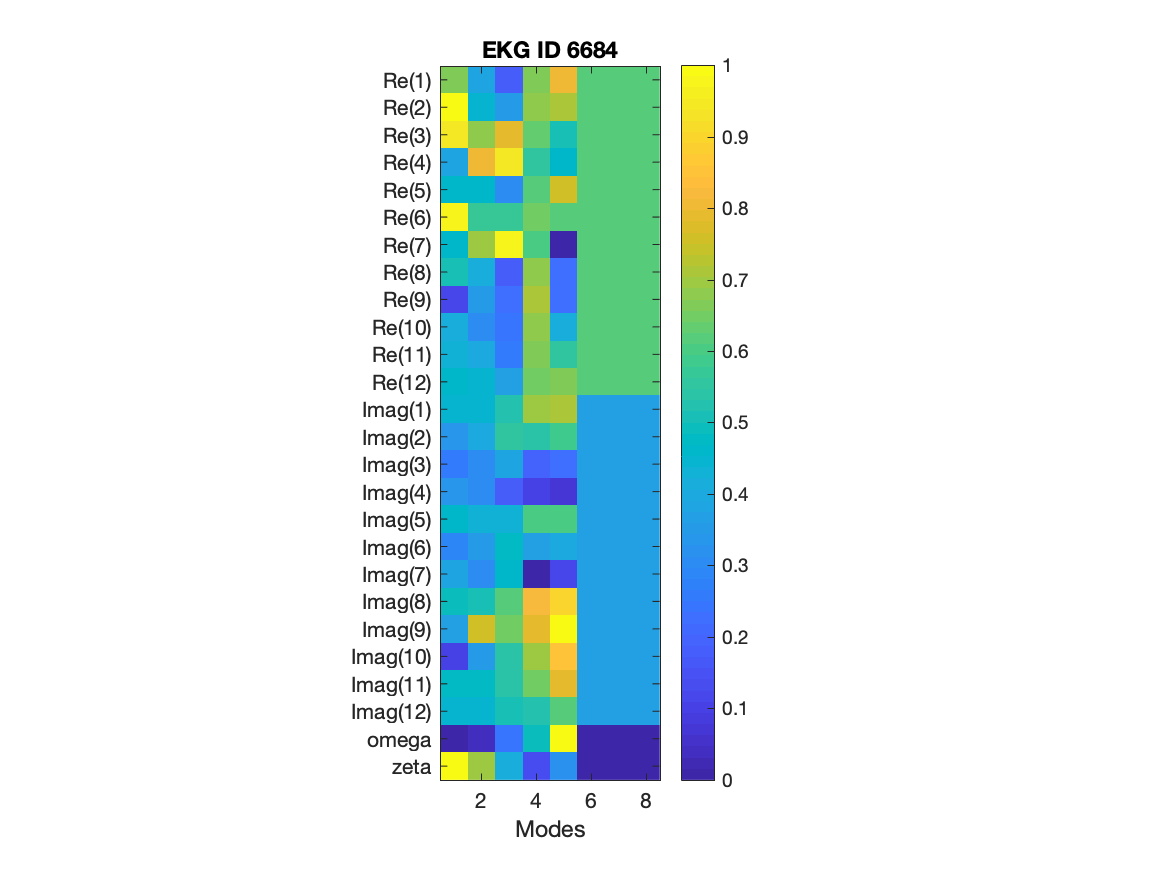 EKG ID 6684
Re(1)
Re(2)
Re(3)
Re(4)
Re(5)
Re(6)
Re(7)
Re(8)
Re(9)
Re(10)
Re(11)
Re(12)
Imag(1)
Imag(2)
Imag(3)
Imag(4)
Imag(5)
Imag(6)
Imag(7)
Imag(8)
Imag(9)
Imag(10)
Imag(11)
Imag(12)
omega
zeta
2 4 6 8
Modes
1
0.9
0.8
0.7
0.6
0.5
0.4
0.3
0.2
0.1
0